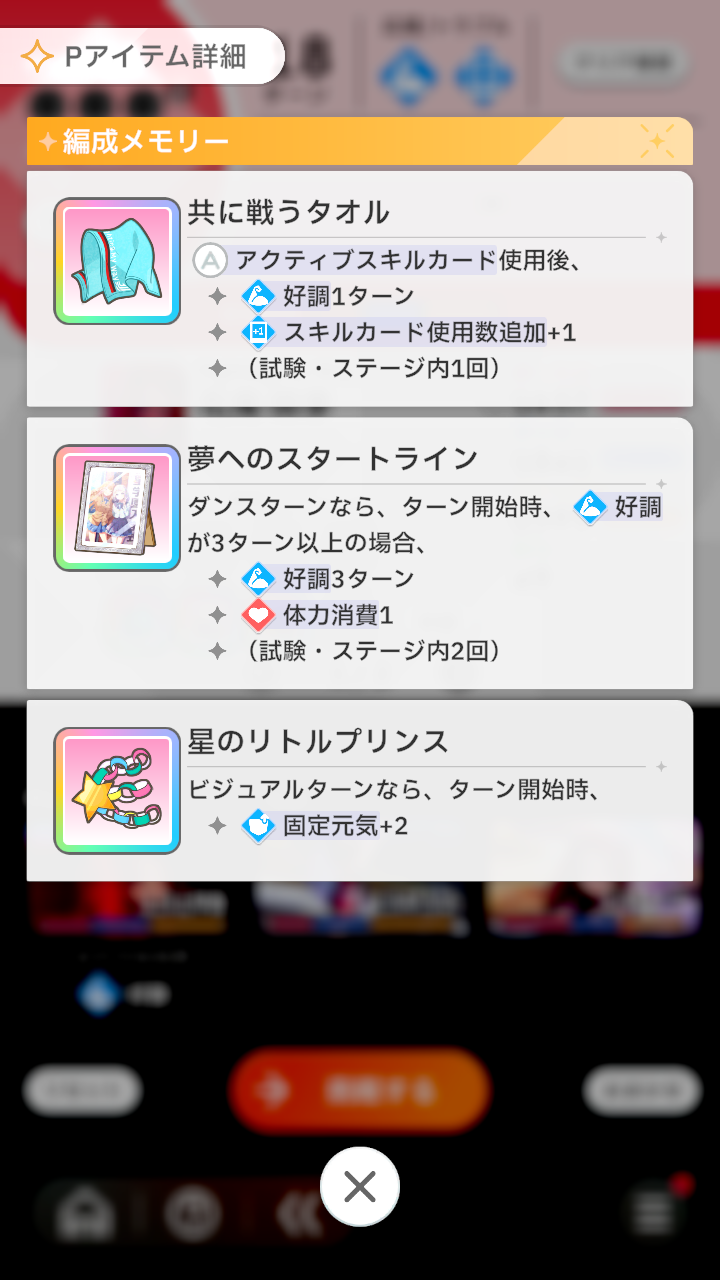 Pアイテム詳細
編成メモリー
共に戦うタオル
A アクティブスキルカード使用後、
好調1ターン
+1 スキルカード使用数追加+1
（試験・ステージ内1回）
夢へのスタートライン
ダンスターンなら、ターン開始時、 好調
が3ターン以上の場合、
好調3ターン
体力消費1
（試験・ステージ内2回）
星のリトルプリンス
ビジュアルターンなら、ターン開始時、
固定元気+2